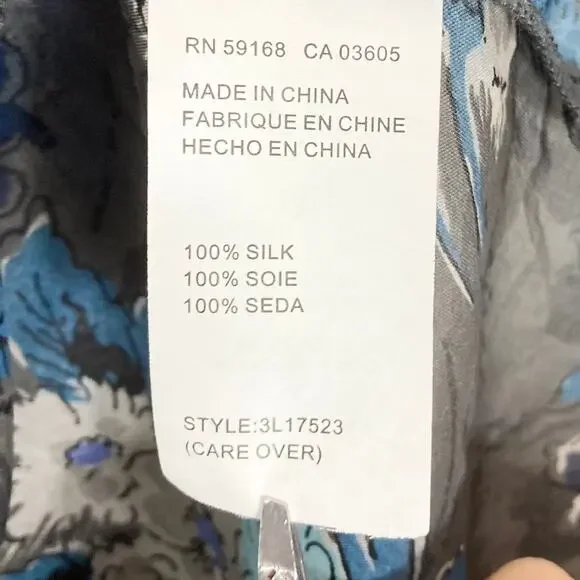 RN 59168 CA 03605
MADE IN CHINA
FABRIQUE EN CHINE
HECHO EN CHINA
100% SILK
100% SOIE
100% SEDA
STYLE:3L17523
(CARE OVER)